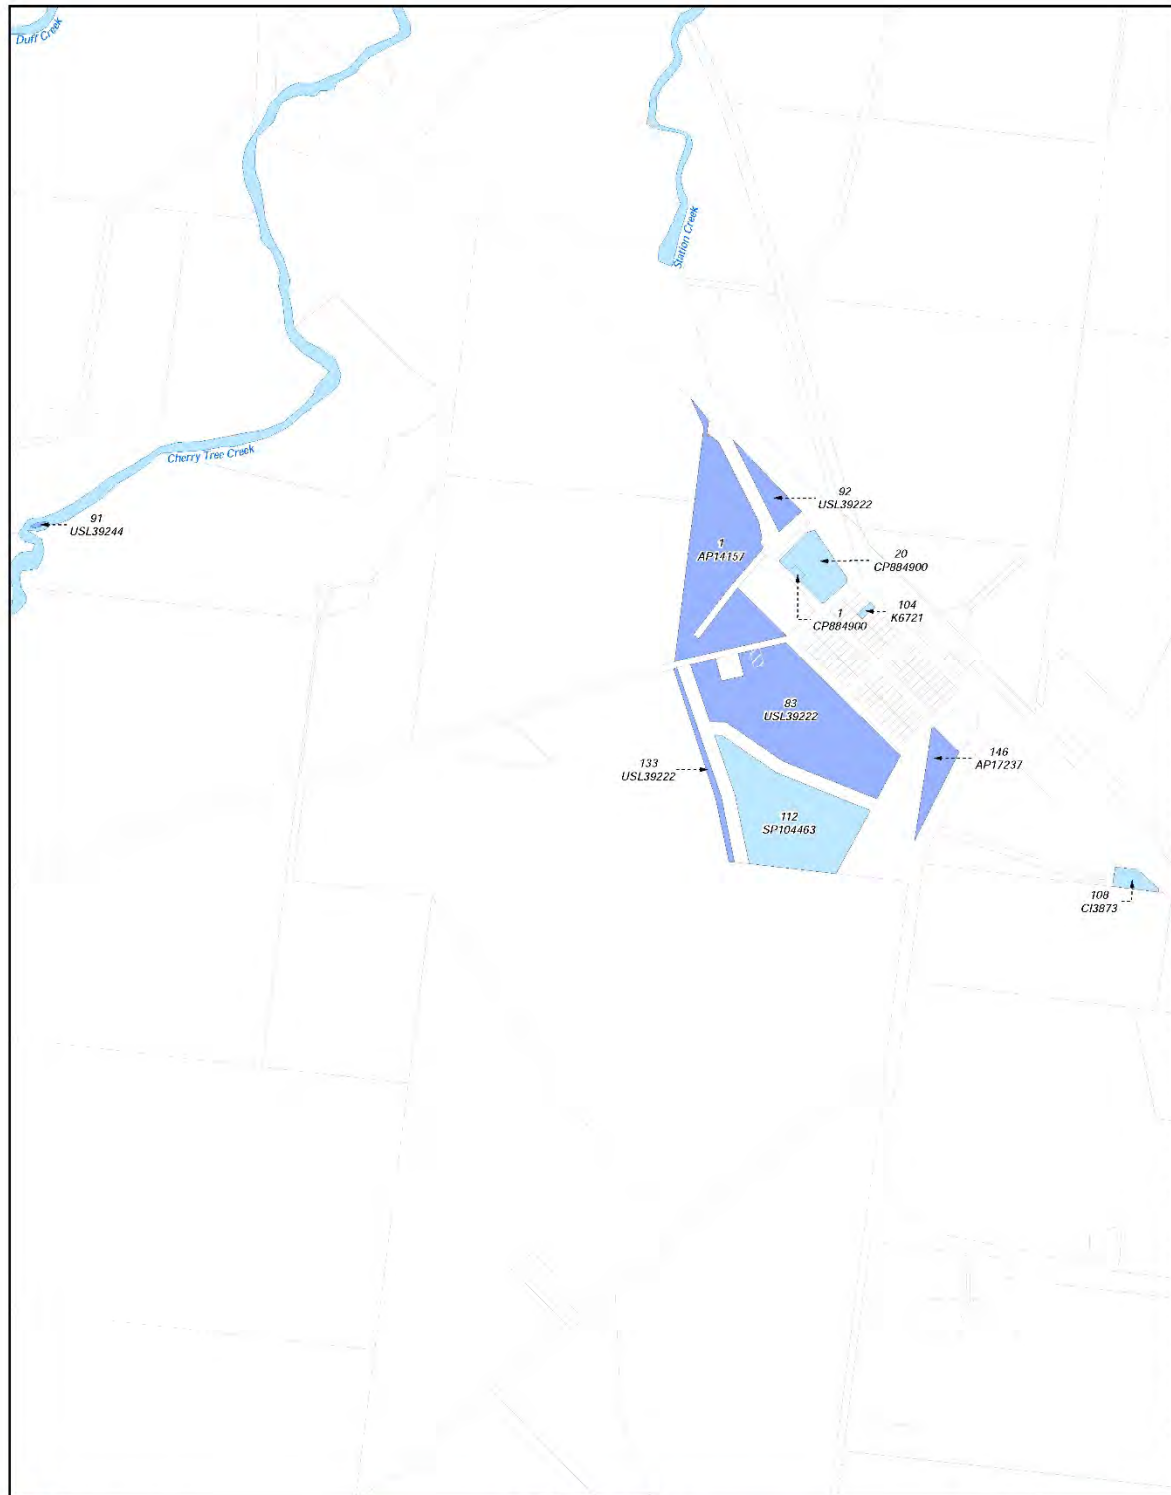 Duff Creek
Station Creek
Cherry Tree Creek
91
USL39244
92
USL39222
1
AP14157
20
CP884900
104
K6721
1
CP884900
83
USL39222
133
USL39222
146
AP17237
112
SP104463
108
CI3873